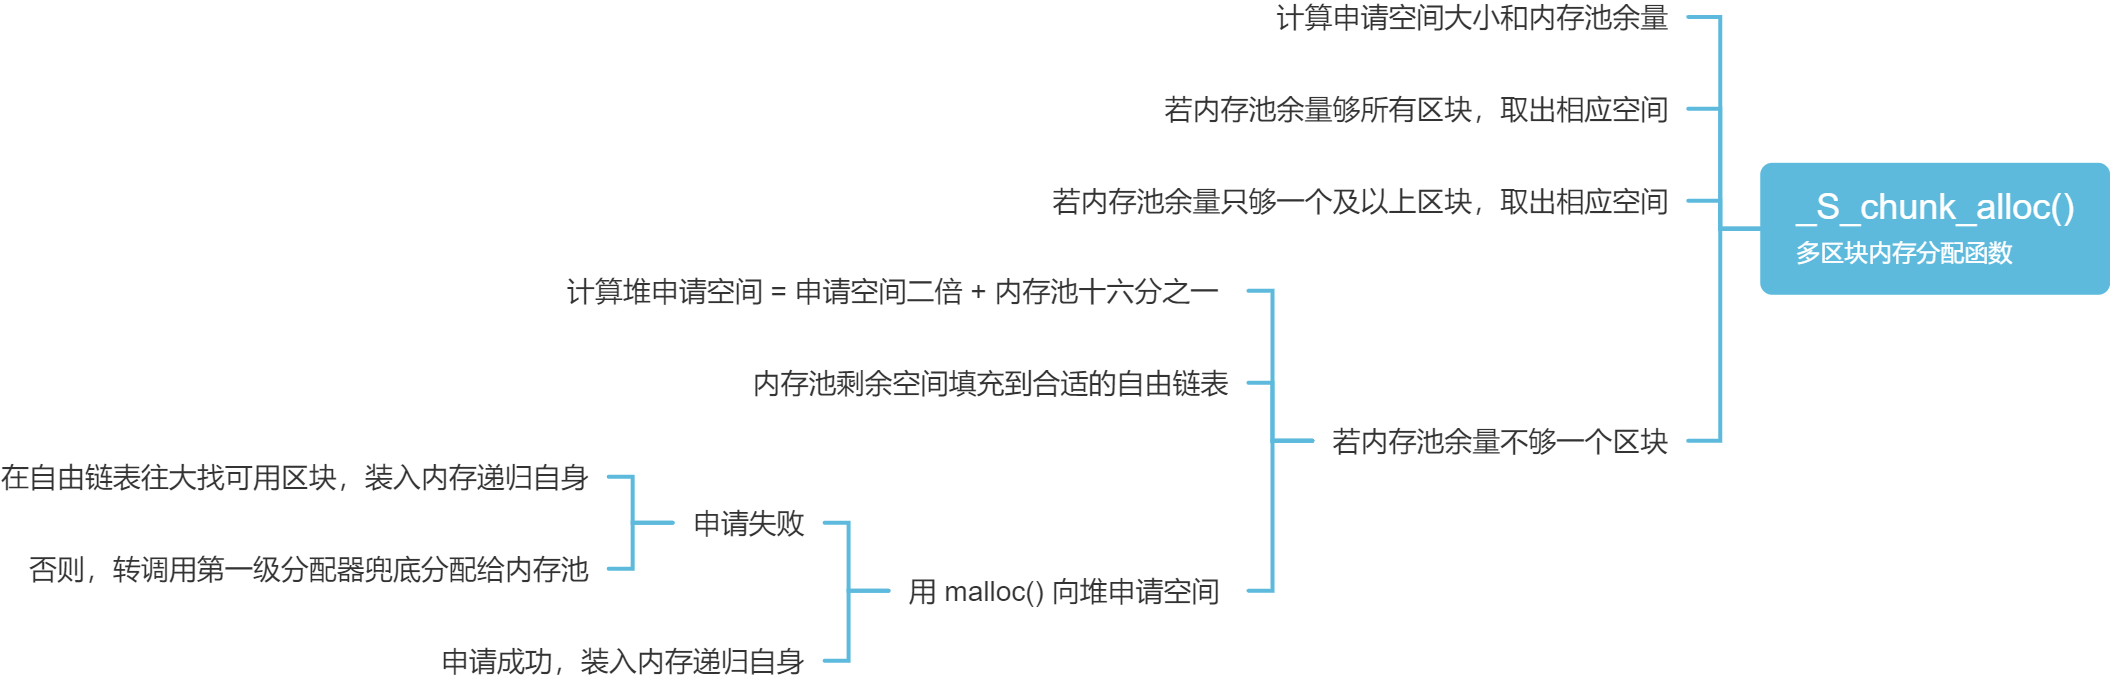 计算申请空间大小和内存池余量
若内存池余量够所有区块，取出相应空间
_S_chunk_alloc()
多区块内存分配函数
若内存池余量只够一个及以上区块，取出相应空间
计算堆申请空间 = 申请空间二倍 + 内存池十六分之一
内存池剩余空间填充到合适的自由链表
若内存池余量不够一个区块
在自由链表往大找可用区块，装入内存递归自身
申请失败
否则，转调用第一级分配器兜底分配给内存池
用 malloc() 向堆申请空间
申请成功，装入内存递归自身